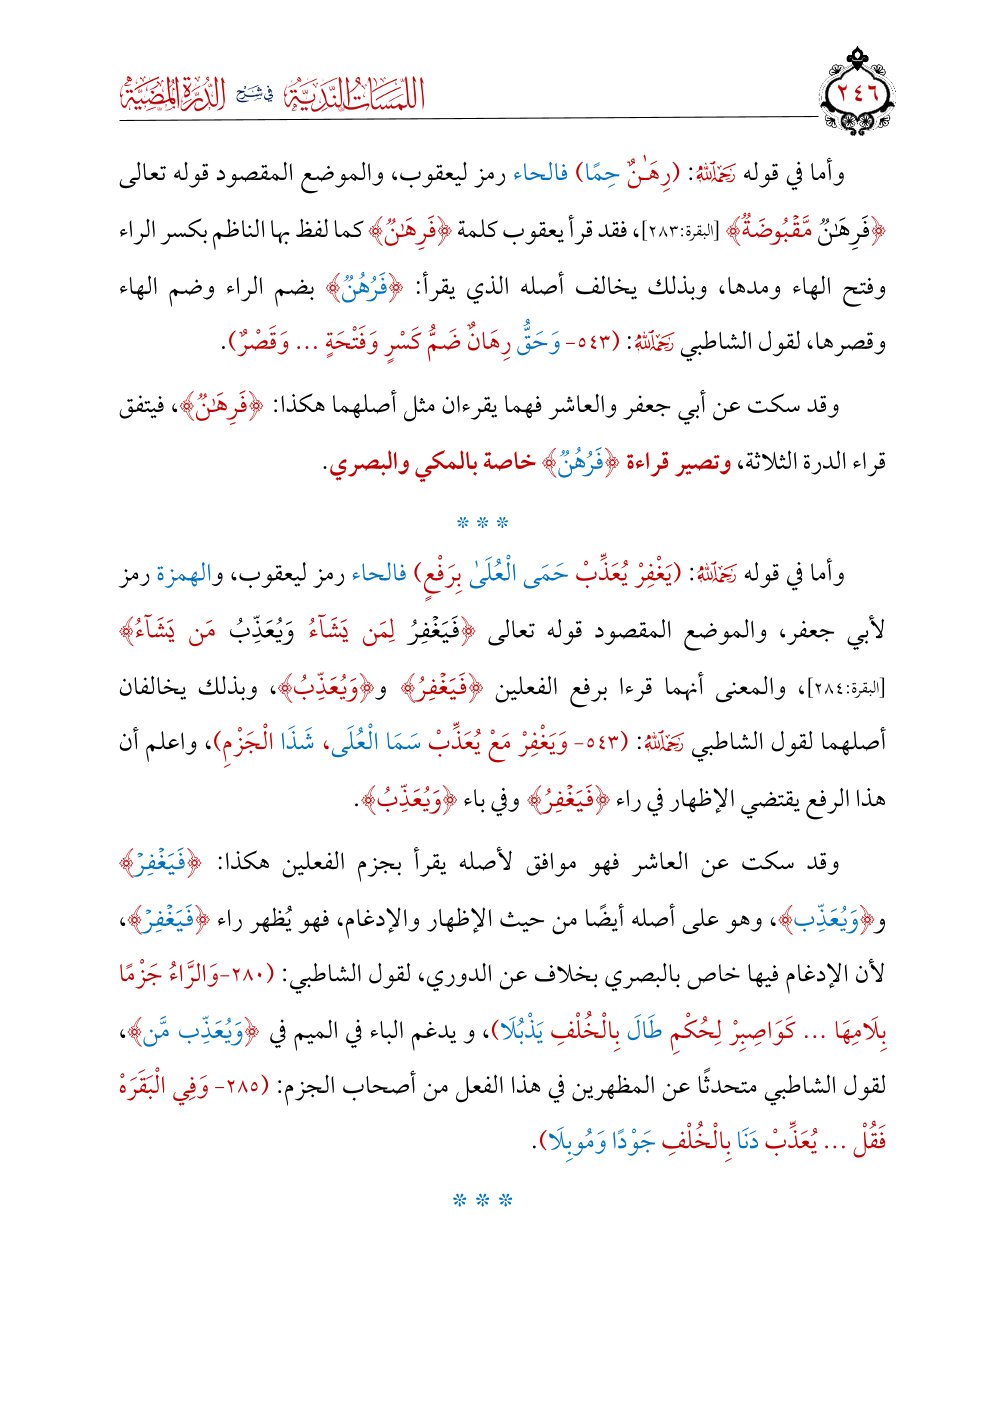 ٢٤٦
اللمسات الندية في شرح الدرة المضية
وأما في قوله رَحِمَهُ اللَّهُ: (رِهَـٰنٌ حِمًا) فالحاء رمز ليعقوب، والموضع المقصود قوله تعالى
﴿فَرِهَـٰنٞ مَّقۡبُوضَةٞ﴾ [البقرة:٢٨٣]، فقد قرأ يعقوب كلمة ﴿فَرِهَـٰنٞ﴾ كما لفظ بها الناظم بكسر الراء
وفتح الهاء ومدها، وبذلك يخالف أصله الذي يقرأ: ﴿فَرُهُنٞ﴾ بضم الراء وضم الهاء
وقصرها، لقول الشاطبي رَحِمَهُ اللَّهُ: (٥٤٣- وَحَقُّ رِهَانٌ ضَمُّ كَسْرٍ وَفَتْحَةٍ ... وَقَصْرٌ).
وقد سكت عن أبي جعفر والعاشر فهما يقرءان مثل أصلهما هكذا: ﴿فَرِهَـٰنٞ﴾، فيتفق
قراء الدرة الثلاثة، وتصير قراءة ﴿فَرُهُنٞ﴾ خاصة بالمكي والبصري.
* * *
وأما في قوله رَحِمَهُ اللَّهُ: (يَغْفِرْ يُعَذِّبْ حَمَى الْعُلَىٰ بِرَفْعٍ) فالحاء رمز ليعقوب، والهمزة رمز
لأبي جعفر، والموضع المقصود قوله تعالى ﴿فَيَغۡفِرُ لِمَن يَشَآءُ وَيُعَذِّبُ مَن يَشَآءُ﴾
[البقرة:٢٨٤]، والمعنى أنهما قرءا برفع الفعلين ﴿فَيَغۡفِرُ﴾ و﴿وَيُعَذِّبُ﴾، وبذلك يخالفان
أصلهما لقول الشاطبي رَحِمَهُ اللَّهُ: (٥٤٣- وَيَغْفِرْ مَعْ يُعَذِّبْ سَمَا الْعُلَى، شَذَا الْجَزْمِ)، واعلم أن
هذا الرفع يقتضي الإظهار في راء ﴿فَيَغۡفِرُ﴾ وفي باء ﴿وَيُعَذِّبُ﴾.
وقد سكت عن العاشر فهو موافق لأصله يقرأ بجزم الفعلين هكذا: ﴿فَيَغۡفِرۡ﴾
و﴿وَيُعَذِّب﴾، وهو على أصله أيضًا من حيث الإظهار والإدغام، فهو يُظهر راء ﴿فَيَغۡفِرۡ﴾،
لأن الإدغام فيها خاص بالبصري بخلاف عن الدوري، لقول الشاطبي: (٢٨٠-وَالرَّاءُ جَزْمًا
بِلَامِهَا ... كَوَاصِبِرْ لِحُكْمِ طَالَ بِالْخُلْفِ يَذْبُلَا)، و يدغم الباء في الميم في ﴿وَيُعَذِّب مَّن﴾،
لقول الشاطبي متحدثًا عن المظهرين في هذا الفعل من أصحاب الجزم: (٢٨٥- وَفِي الْبَقَرَهْ
فَقُلْ ... يُعَذِّبْ دَنَا بِالْخُلْفِ جَوْدًا وَمُوبِلَا).
* * *